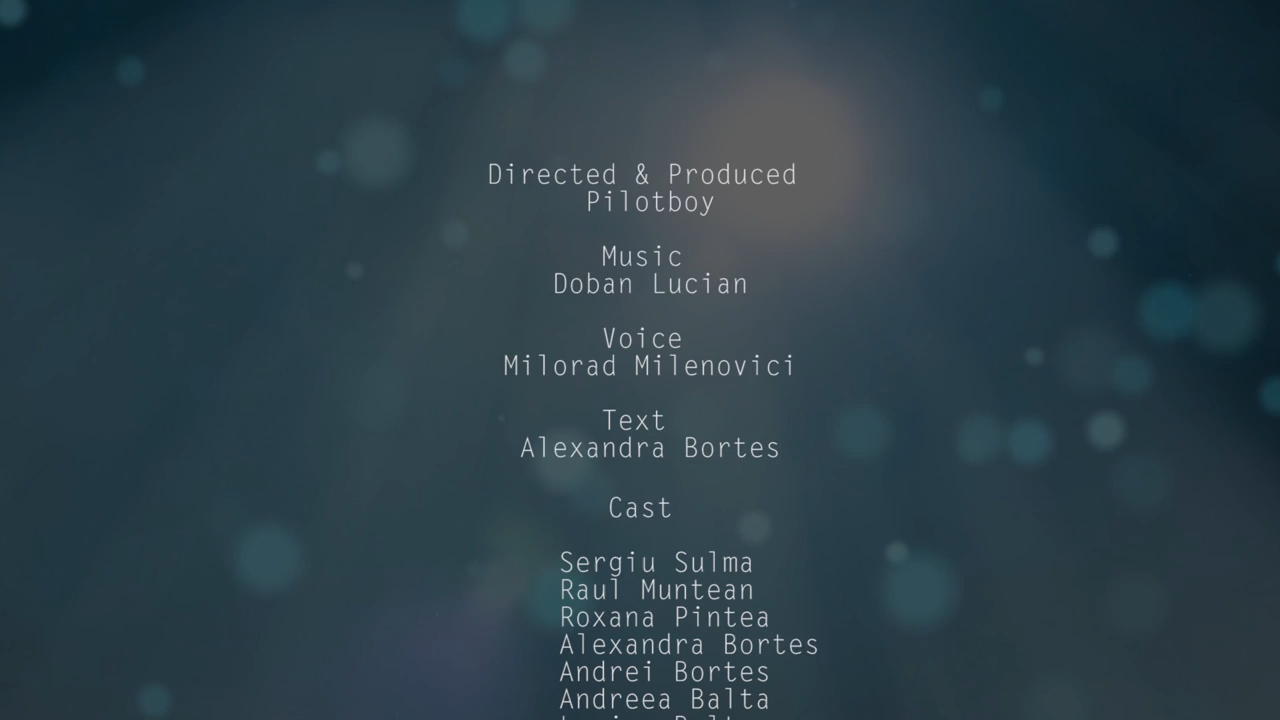 Directed & Produced
Pilotboy
Music
Doban Lucian
Voice
Milorad Milenovici
Text
Alexandra Bortes
Cast
Sergiu Sulma
Raul Muntean
Roxana Pintea
Alexandra Bortes
Andrei Bortes
Andreea Balta